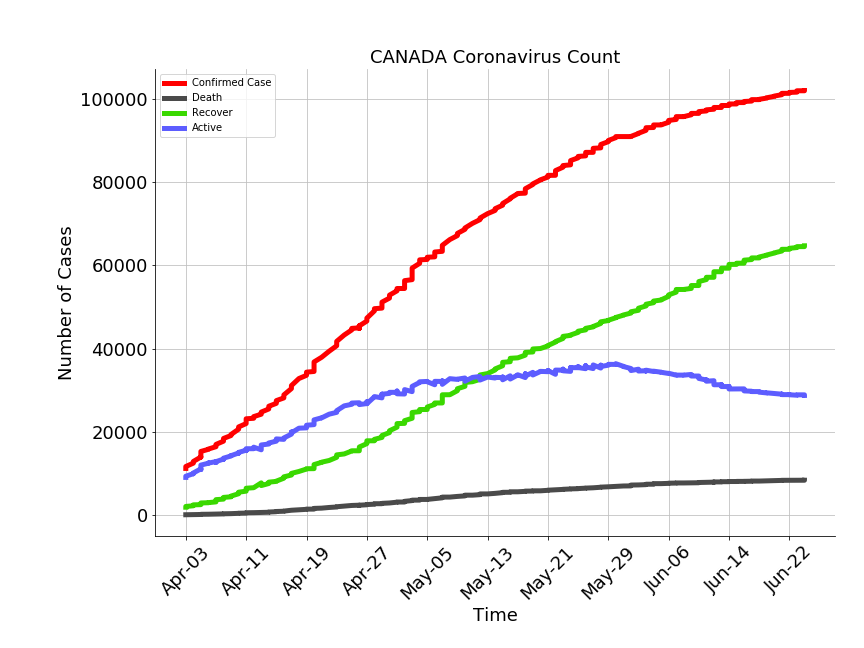 CANADA Coronavirus Count
Confirmed Case
Death
Recover
Active
100000
80000
60000
40000
20000
0
Number of Cases
Apr-03 Apr-11 Apr-19 Apr-27 May-05 May-13 May-21 May-29 Jun-06 Jun-14 Jun-22
Time